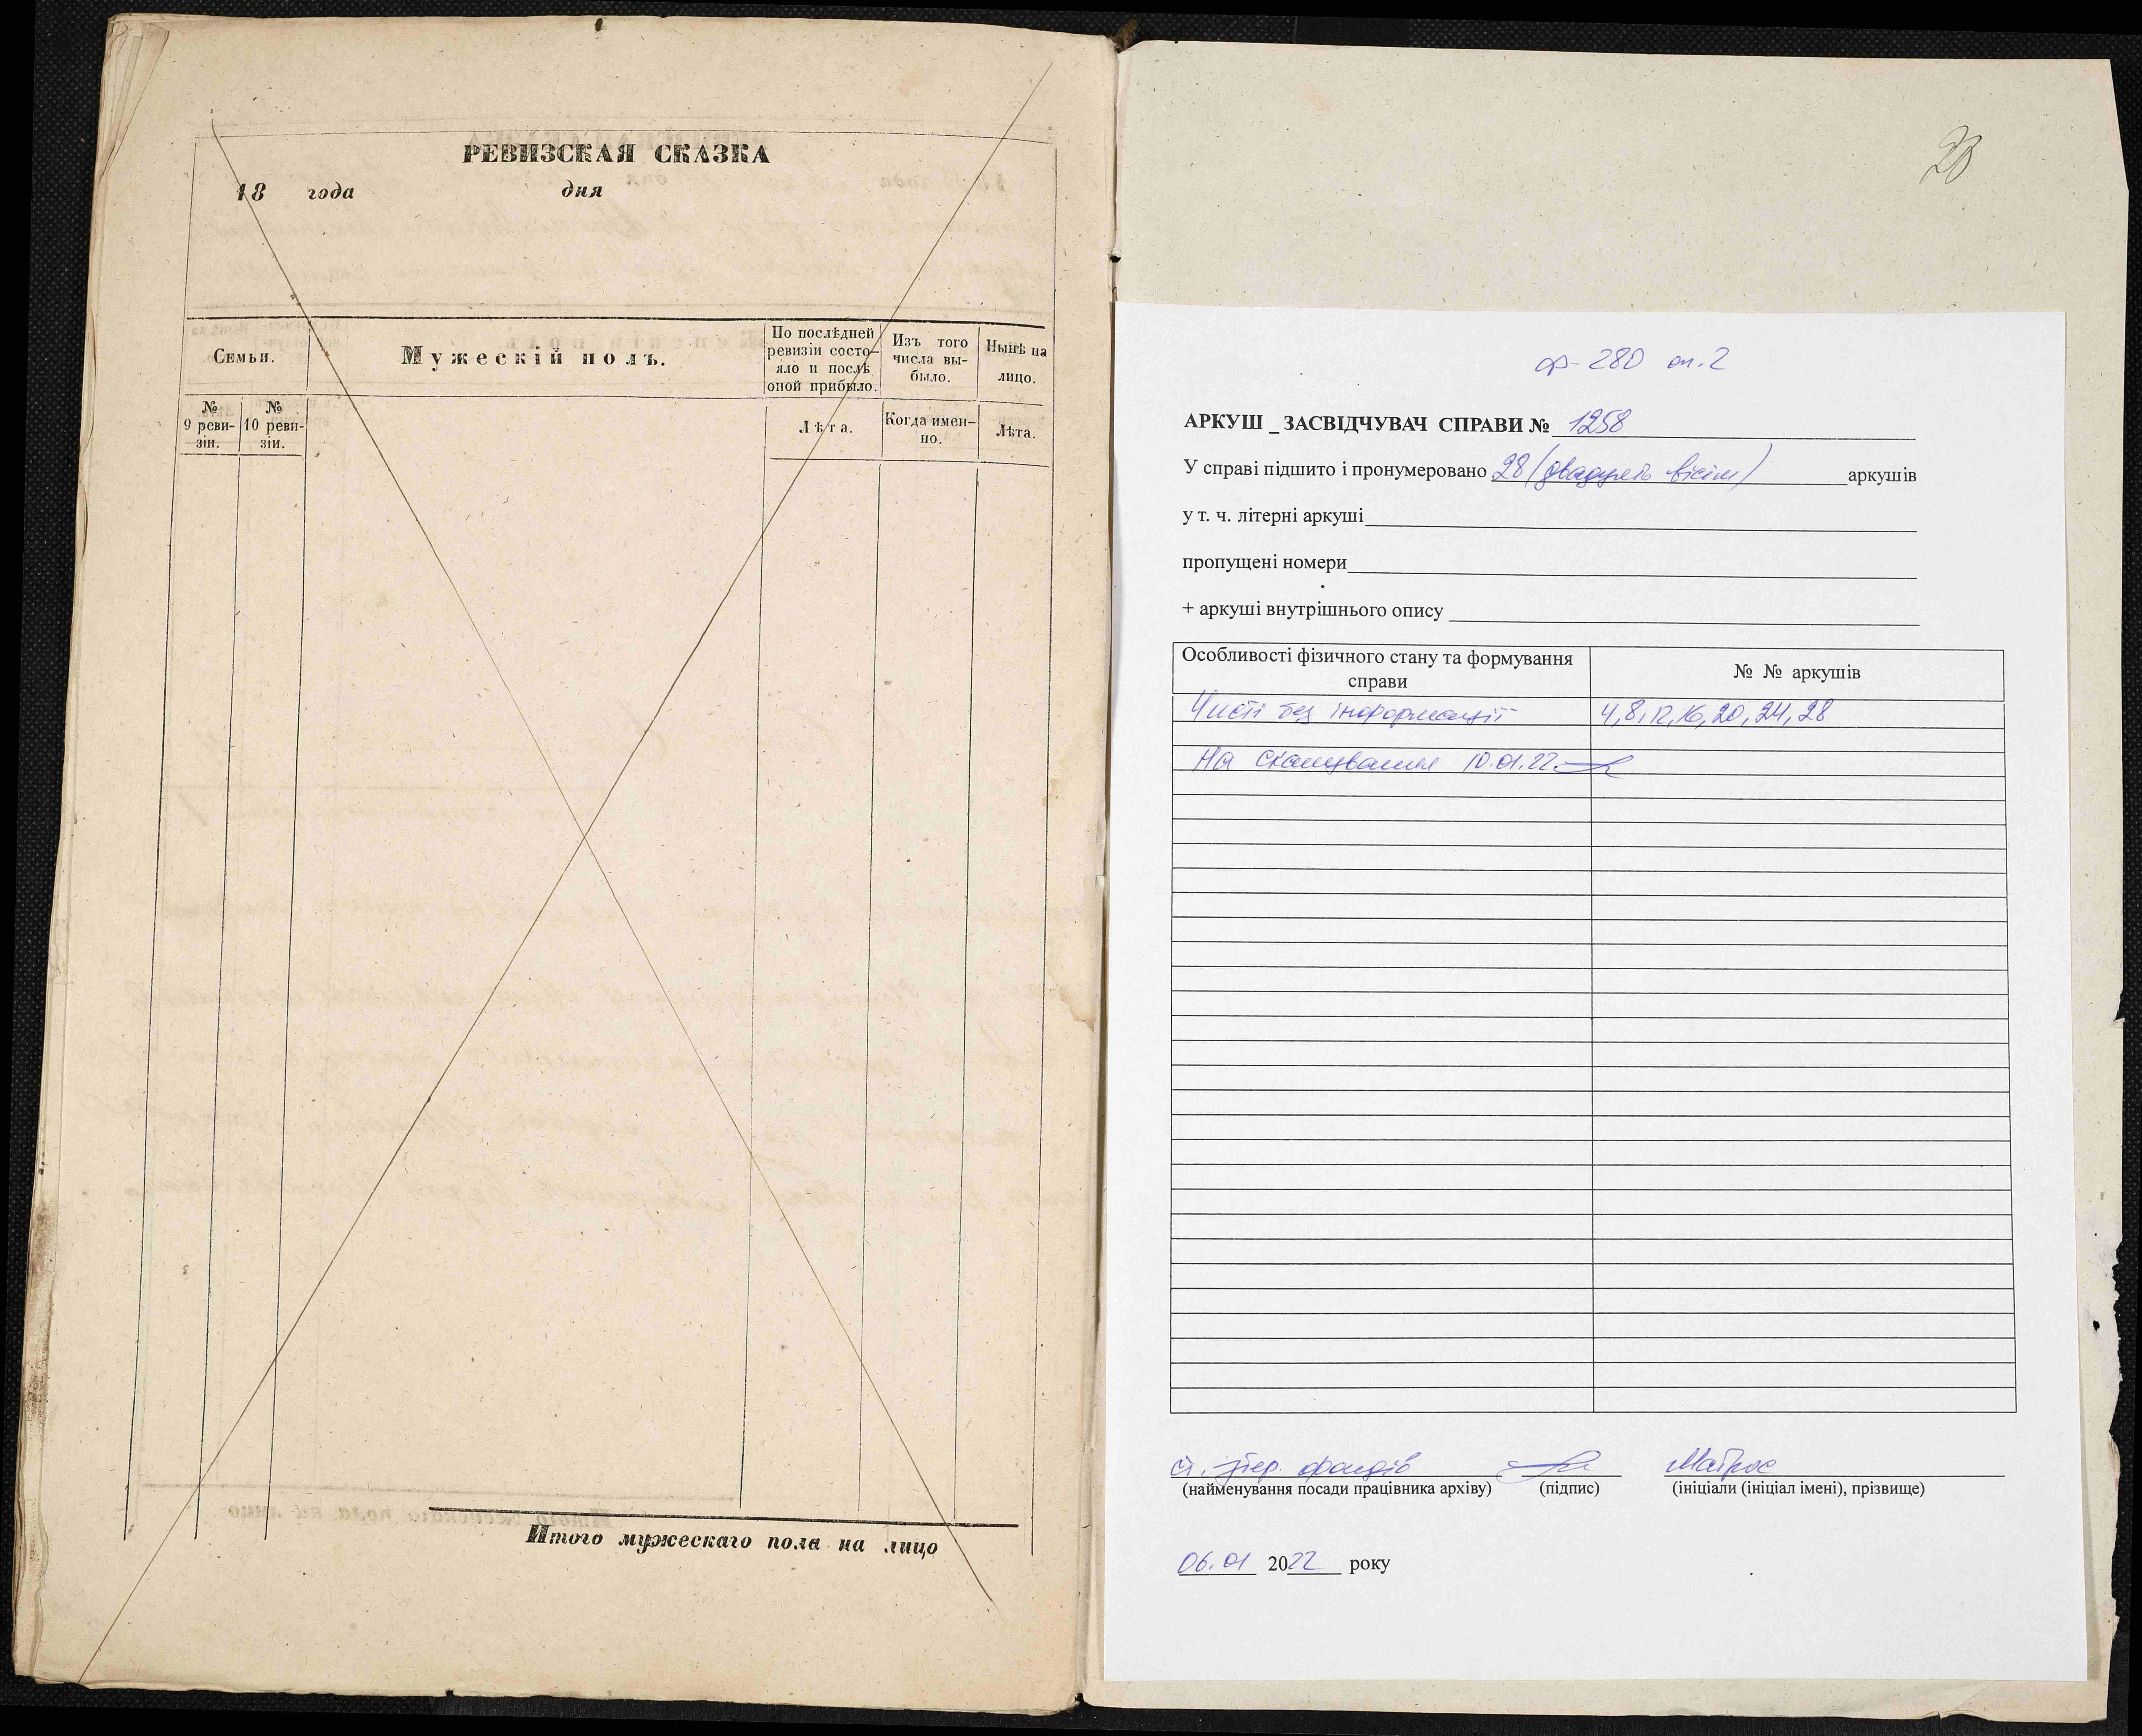 РЕВИЗСКАЯ СКАЗКА
18 года дня
Семьи.
Мужескій полъ.
По послѣдней ревизіи состояло и послѣ оной прибыло.
Изъ того числа выбыло.
Нынѣ на лицо.
№ 9 ревизіи.
№ 10 ревизіи.
Лѣта.
Когда именно.
Лѣта.
Итого мужескаго пола на лицо
ф-280 оп.2
АРКУШ _ ЗАСВІДЧУВАЧ СПРАВИ № 1258
У справі підшито і пронумеровано 28 (двадцять вісім) аркушів
у т. ч. літерні аркуші
пропущені номери
+ аркуші внутрішнього опису
Особливості фізичного стану та формування
справи
№ № аркушів
Чисті без інформації 4,8,12,16,20,24,28
На сканування 10.01.22
фондів
(найменування посади працівника архіву) (підпис) (ініціали (ініціал імені), прізвище)
06.01 2022 року